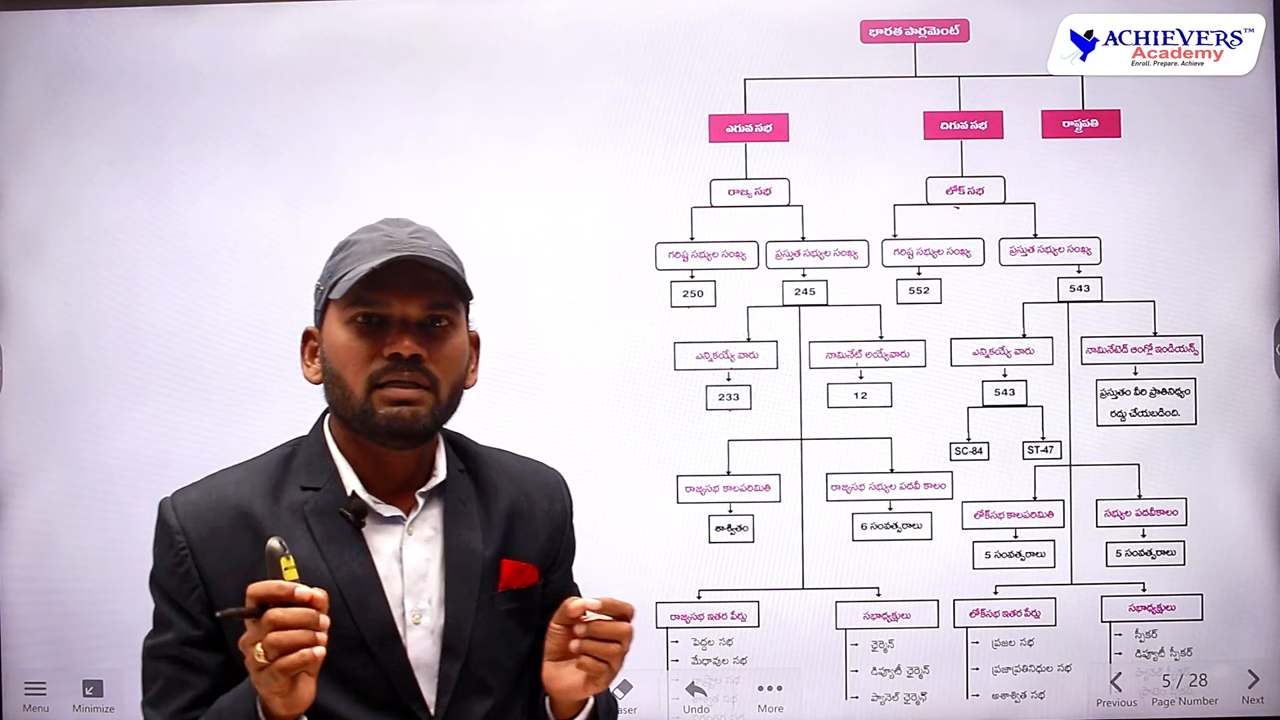 భారత పార్లమెంట్
ACHIEVERS™
Academy
Enroll. Prepare. Achieve
ఎగువ సభ
దిగువ సభ
రాష్ట్రపతి
రాజ్య సభ
లోక్ సభ
గరిష్ట సభ్యుల సంఖ్య
ప్రస్తుత సభ్యుల సంఖ్య
గరిష్ట సభ్యుల సంఖ్య
ప్రస్తుత సభ్యుల సంఖ్య
250
245
552
543
ఎన్నికయ్యే వారు
నామినేట్ అయ్యేవారు
ఎన్నికయ్యే వారు
నామినేటెడ్ ఆంగ్లో ఇండియన్స్
233
12
543
ప్రస్తుతం వీరి ప్రాతినిధ్యం
రద్దు చేయబడింది.
SC-84
ST-47
రాజ్యసభ కాలపరిమితి
రాజ్యసభ సభ్యుల పదవీ కాలం
లోక్‌సభ కాలపరిమితి
సభ్యుల పదవీకాలం
శాశ్వితం
6 సంవత్సరాలు
5 సంవత్సరాలు
5 సంవత్సరాలు
రాజ్యసభ ఇతర పేర్లు
సభాధ్యక్షులు
లోక్‌సభ ఇతర పేర్లు
సభాధ్యక్షులు
→ పెద్దల సభ
→ మేధావుల సభ
→ ఛైర్మెన్
→ డిప్యూటీ ఛైర్మెన్
→ ప్యానెల్ ఛైర్మెన్
→ ప్రజల సభ
→ ప్రజాప్రతినిధుల సభ
→ అశాశ్విత సభ
→ స్పీకర్
→ డిప్యూటీ స్పీకర్
Menu
Minimize
Undo
More
Previous
5 / 28
Page Number
Next